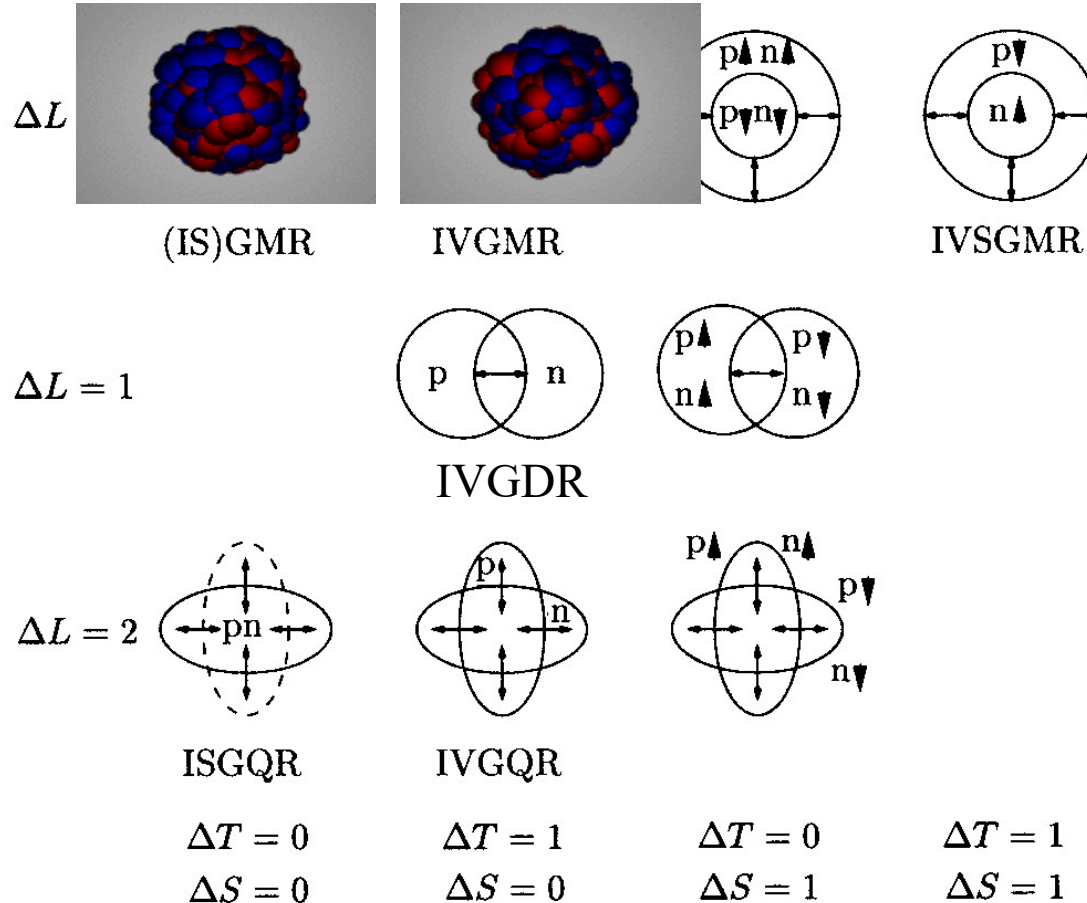 p n
p
ΔL
p n
n
(IS)GMR IVGMR IVSGMR
p p
ΔL = 1 p n
n n
IVGDR
p n
p
p
n
ΔL = 2 pn
n
ISGQR IVGQR
ΔT = 0 ΔT = 1 ΔT = 0 ΔT = 1
ΔS = 0 ΔS = 0 ΔS = 1 ΔS = 1